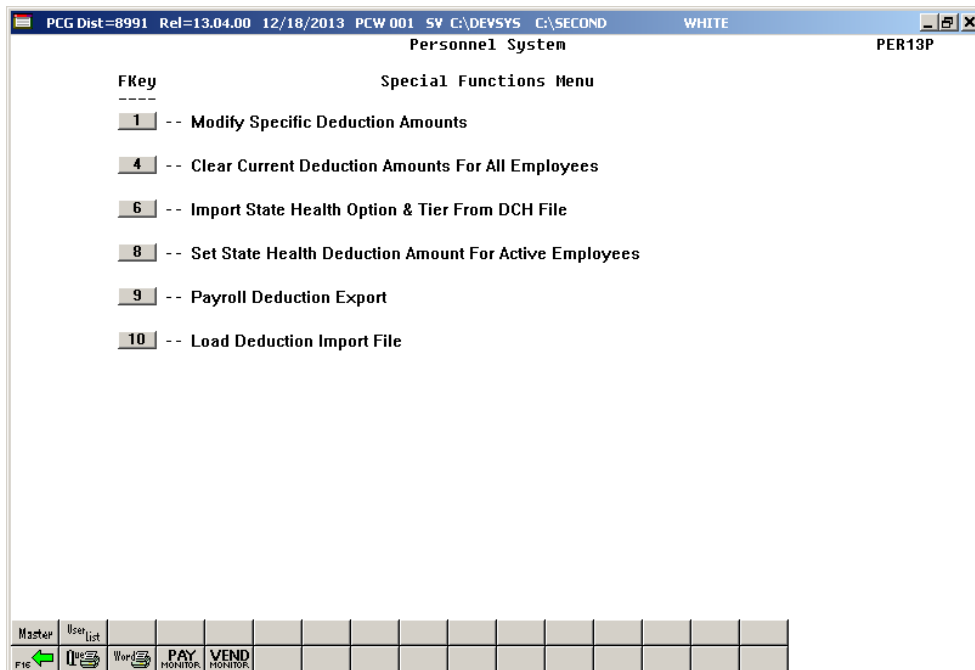 PCG Dist=8991 Rel=13.04.00 12/18/2013 PCW 001 SV C:\DEVSYS C:\SECOND WHITE
Personnel System PER13P
FKey Special Functions Menu
----
1 -- Modify Specific Deduction Amounts
4 -- Clear Current Deduction Amounts For All Employees
6 -- Import State Health Option & Tier From DCH File
8 -- Set State Health Deduction Amount For Active Employees
9 -- Payroll Deduction Export
10 -- Load Deduction Import File
Master User List
F16 Que Word PAY MONITOR VEND MONITOR